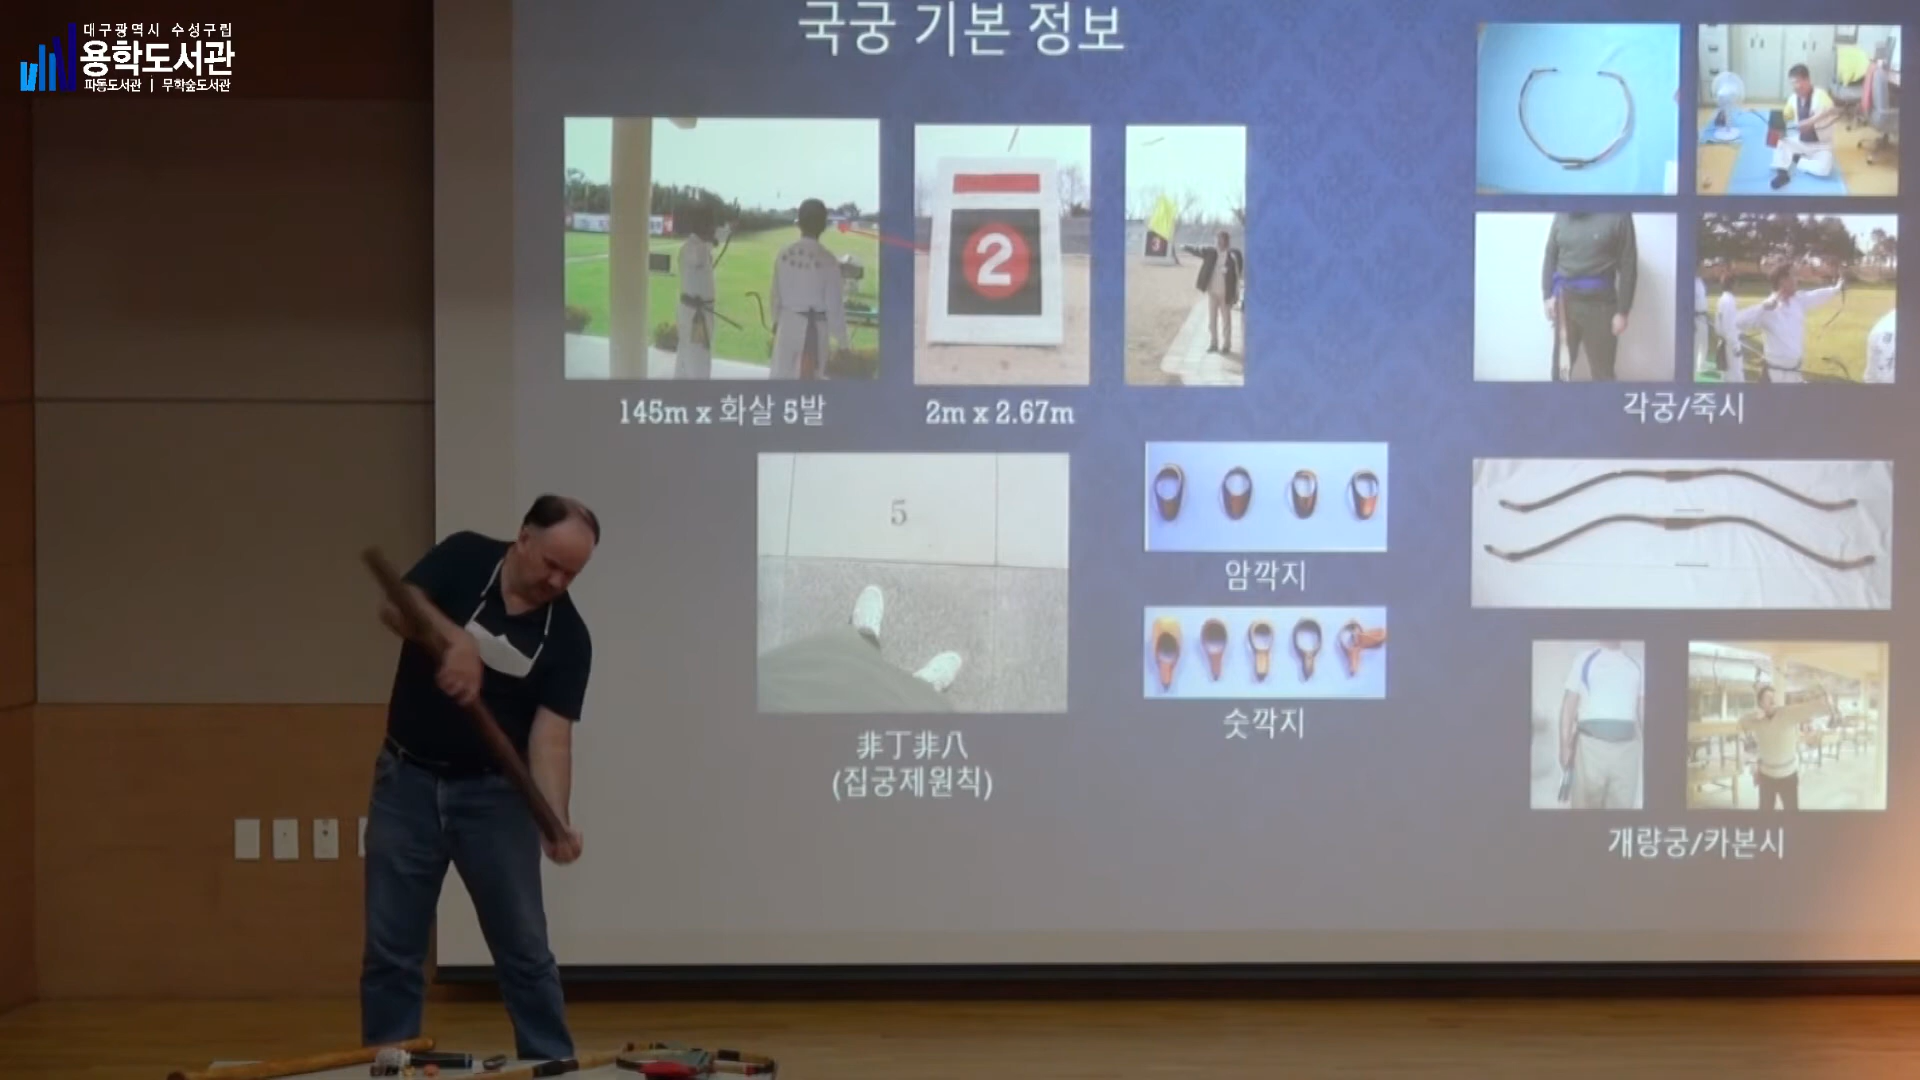 대구광역시 수성구립
용학도서관
파동도서관 | 무학숲도서관
국궁 기본 정보
2
3
145m x 화살 5발
2m x 2.67m
각궁/죽시
5
암깍지
숫깍지
非丁非八
(집궁제원칙)
개량궁/카본시